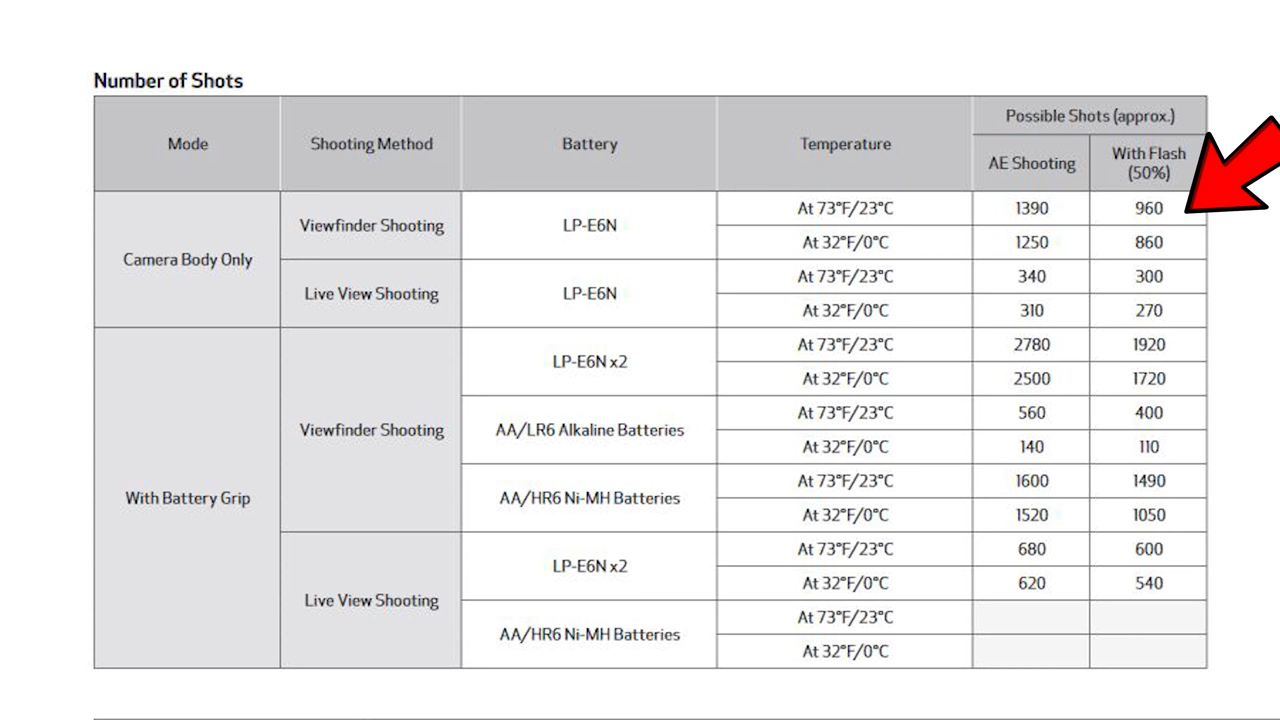 Number of Shots
Mode Shooting Method Battery Temperature Possible Shots (approx.)
AE Shooting With Flash (50%)
Camera Body Only Viewfinder Shooting LP-E6N At 73°F/23°C 1390 960
At 32°F/0°C 1250 860
Live View Shooting LP-E6N At 73°F/23°C 340 300
At 32°F/0°C 310 270
With Battery Grip Viewfinder Shooting LP-E6N x2 At 73°F/23°C 2780 1920
At 32°F/0°C 2500 1720
AA/LR6 Alkaline Batteries At 73°F/23°C 560 400
At 32°F/0°C 140 110
AA/HR6 Ni-MH Batteries At 73°F/23°C 1600 1490
At 32°F/0°C 1520 1050
Live View Shooting LP-E6N x2 At 73°F/23°C 680 600
At 32°F/0°C 620 540
AA/HR6 Ni-MH Batteries At 73°F/23°C
At 32°F/0°C